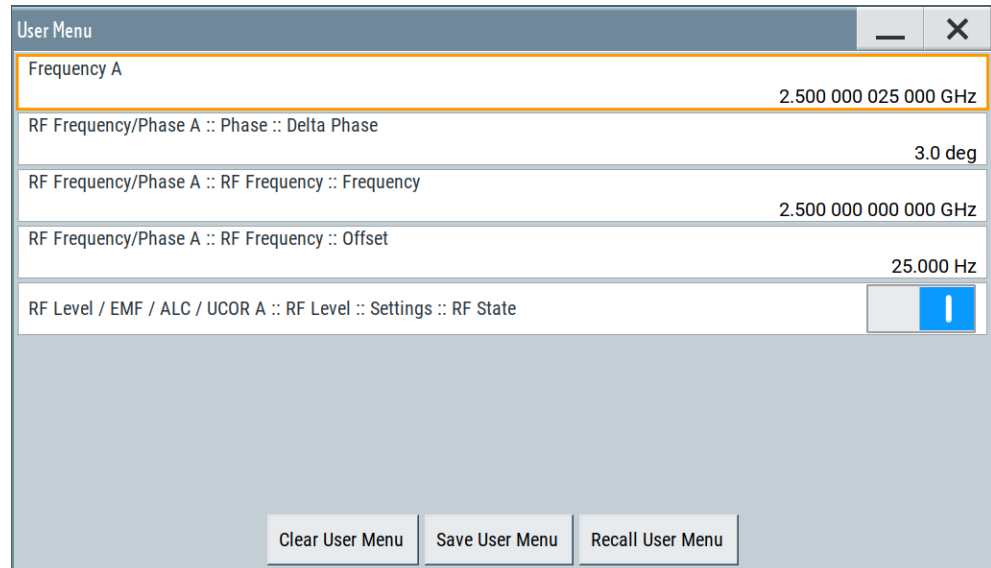 User Menu
Frequency A
2.500 000 025 000 GHz
RF Frequency/Phase A :: Phase :: Delta Phase
3.0 deg
RF Frequency/Phase A :: RF Frequency :: Frequency
2.500 000 000 000 GHz
RF Frequency/Phase A :: RF Frequency :: Offset
25.000 Hz
RF Level / EMF / ALC / UCOR A :: RF Level :: Settings :: RF State
Clear User Menu
Save User Menu
Recall User Menu